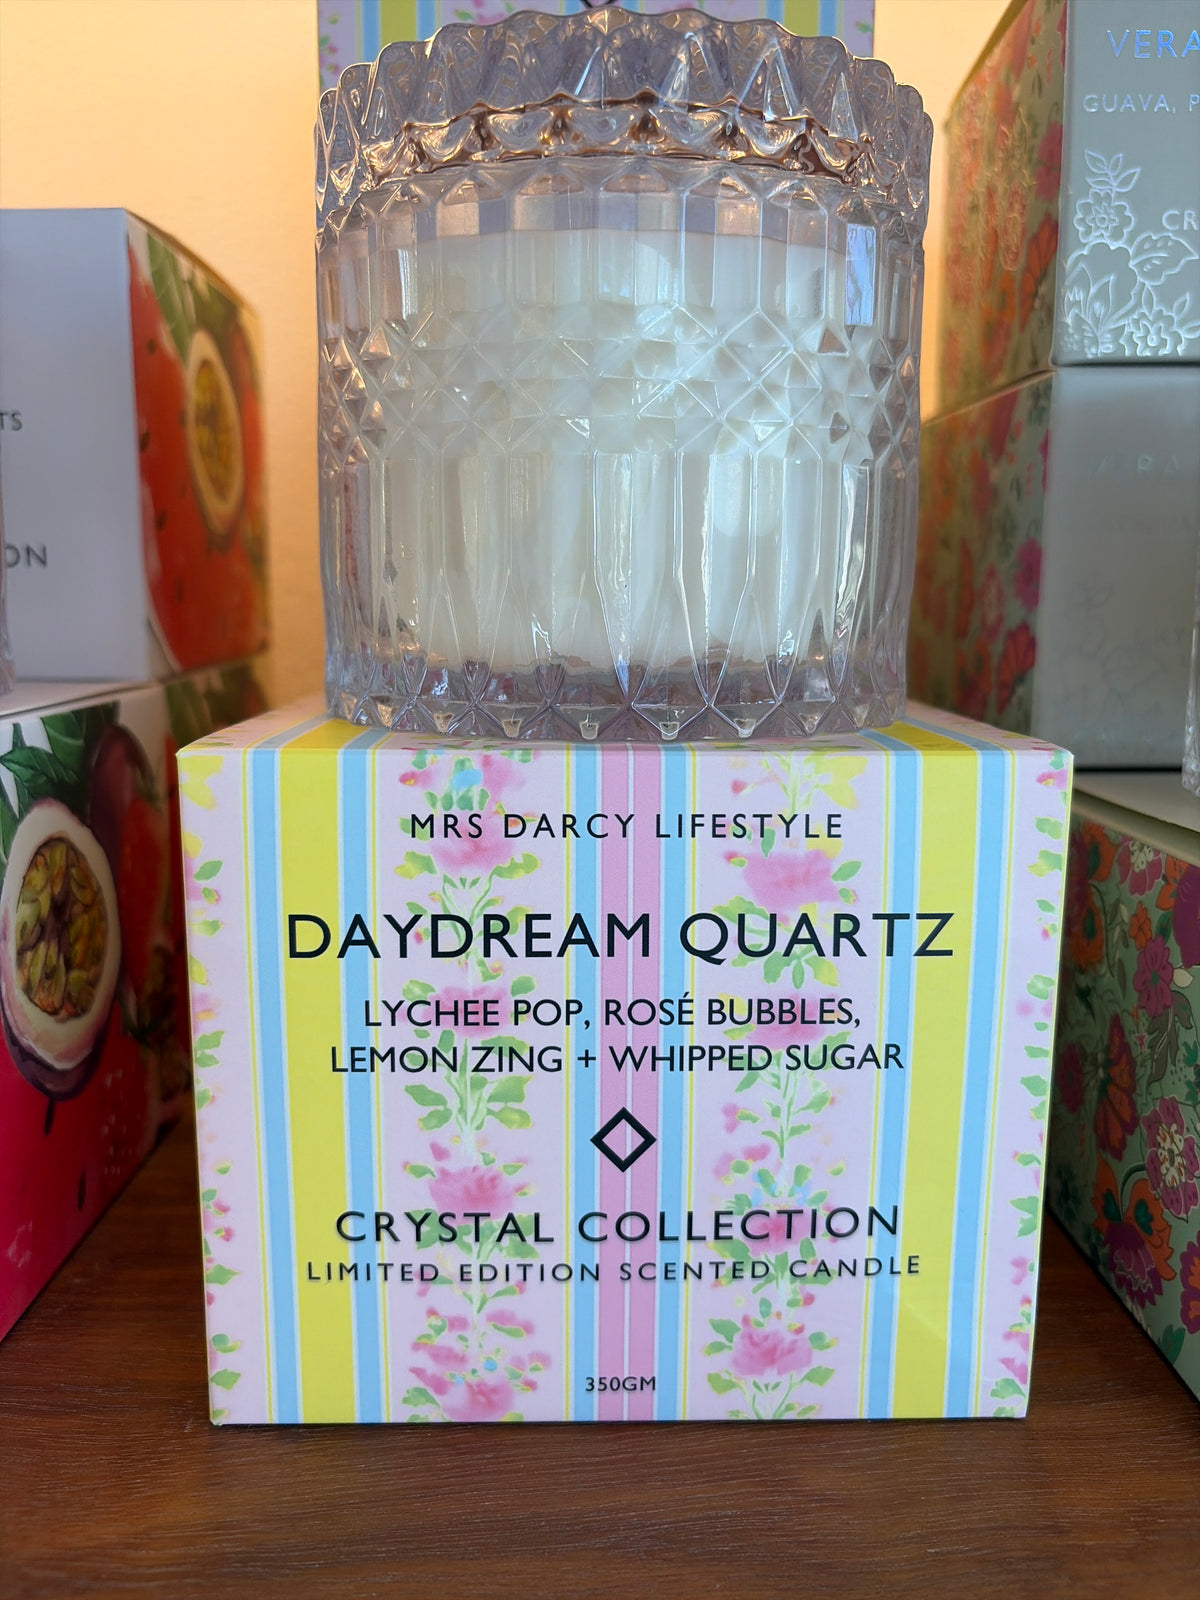 MRS DARCY LIFESTYLE
DAYDREAM QUARTZ
LYCHEE POP, ROSÉ BUBBLES,
LEMON ZING + WHIPPED SUGAR
CRYSTAL COLLECTION
LIMITED EDITION SCENTED CANDLE
350GM
GUAVA,